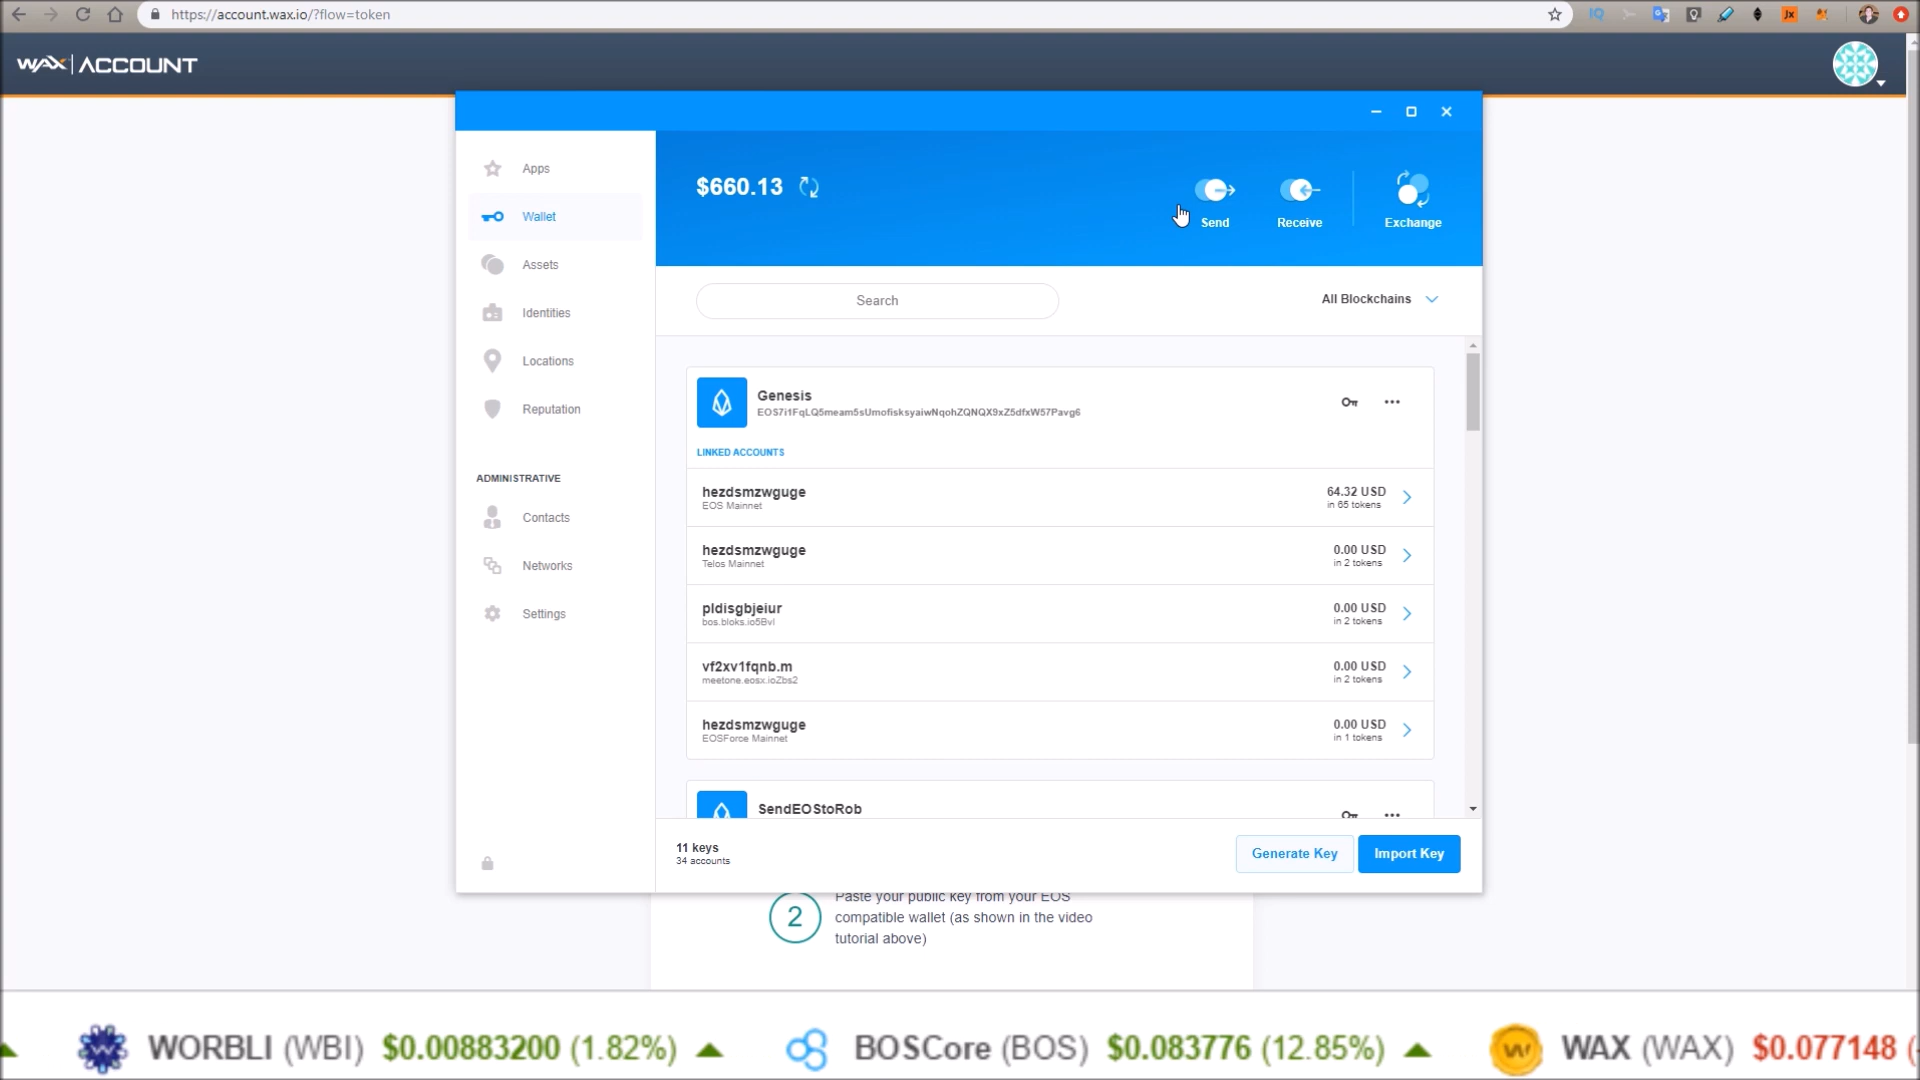 https://account.wax.io/?flow=token
WAX | ACCOUNT
Apps
Wallet
Assets
Identities
Locations
Reputation
ADMINISTRATIVE
Contacts
Networks
Settings
$660.13
Send
Receive
Exchange
Search
All Blockchains
Genesis
EOS7i1FqLQ5meam5sUmofisksyaiwNqohZQNQX9xZ5dfxW57Pavg6
LINKED ACCOUNTS
hezdsmzwguge
EOS Mainnet
64.32 USD
in 65 tokens
hezdsmzwguge
Telos Mainnet
0.00 USD
in 2 tokens
pldisgbjeiur
bos.bloks.io5Bvl
0.00 USD
in 2 tokens
vf2xv1fqnb.m
meetone.eosx.ioZbs2
0.00 USD
in 2 tokens
hezdsmzwguge
EOSForce Mainnet
0.00 USD
in 1 tokens
SendEOStoRob
11 keys
34 accounts
Generate Key
Import Key
2
Paste your public key from your EOS
compatible wallet (as shown in the video
tutorial above)
WORBLI (WBI) $0.00883200 (1.82%)
BOSCore (BOS) $0.083776 (12.85%)
WAX (WAX) $0.077148 (